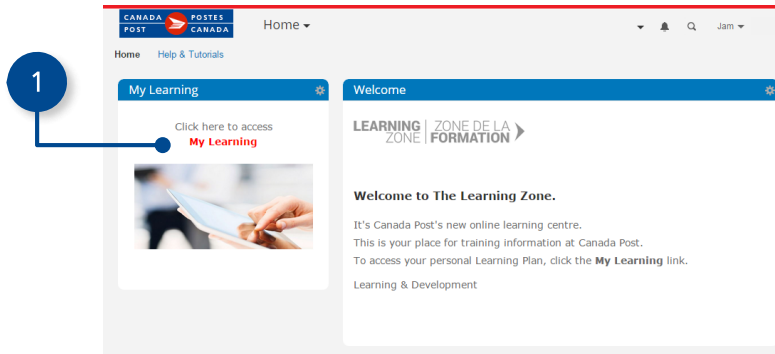 CANADA POSTES
POST CANADA
Home
Jam
Home Help & Tutorials
1
My Learning
Click here to access
My Learning
Welcome
LEARNING ZONE DE LA
ZONE FORMATION
Welcome to The Learning Zone.
It's Canada Post's new online learning centre.
This is your place for training information at Canada Post.
To access your personal Learning Plan, click the My Learning link.
Learning & Development